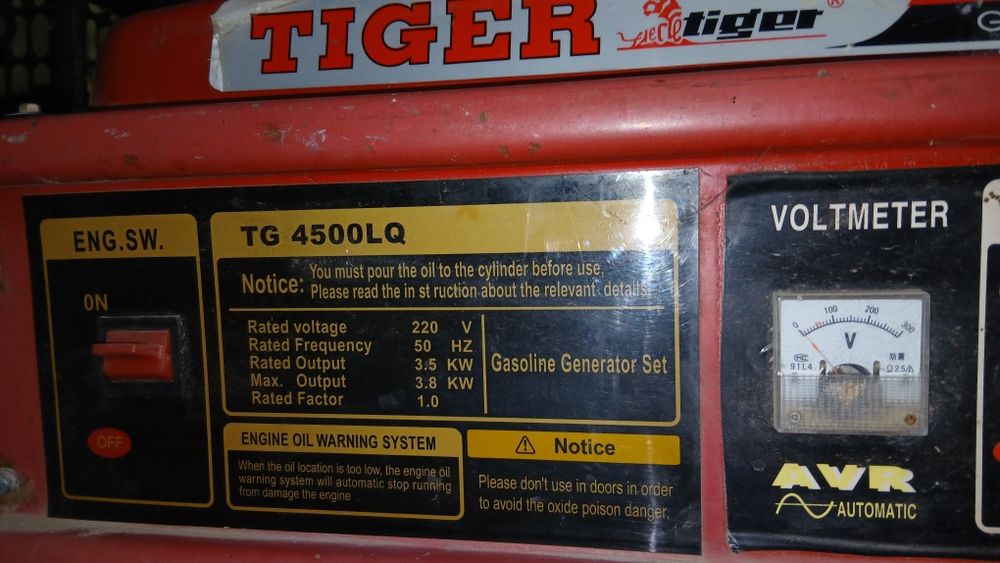 TIGER tiger ®
ENG.SW.
ON
OFF
TG 4500LQ
Notice: You must pour the oil to the cylinder before use,
Please read the in st ruction about the relevant details.
Rated voltage 220 V
Rated Frequency 50 HZ
Rated Output 3.5 KW
Max. Output 3.8 KW
Rated Factor 1.0
Gasoline Generator Set
ENGINE OIL WARNING SYSTEM
When the oil location is too low, the engine oil
warning system will automatic stop running
from damage the engine
Notice
Please don't use in doors in order
to avoid the oxide poison danger.
VOLTMETER
0 100 200 300
V
91L4
防震
~Ω2.5
AVR
AUTOMATIC